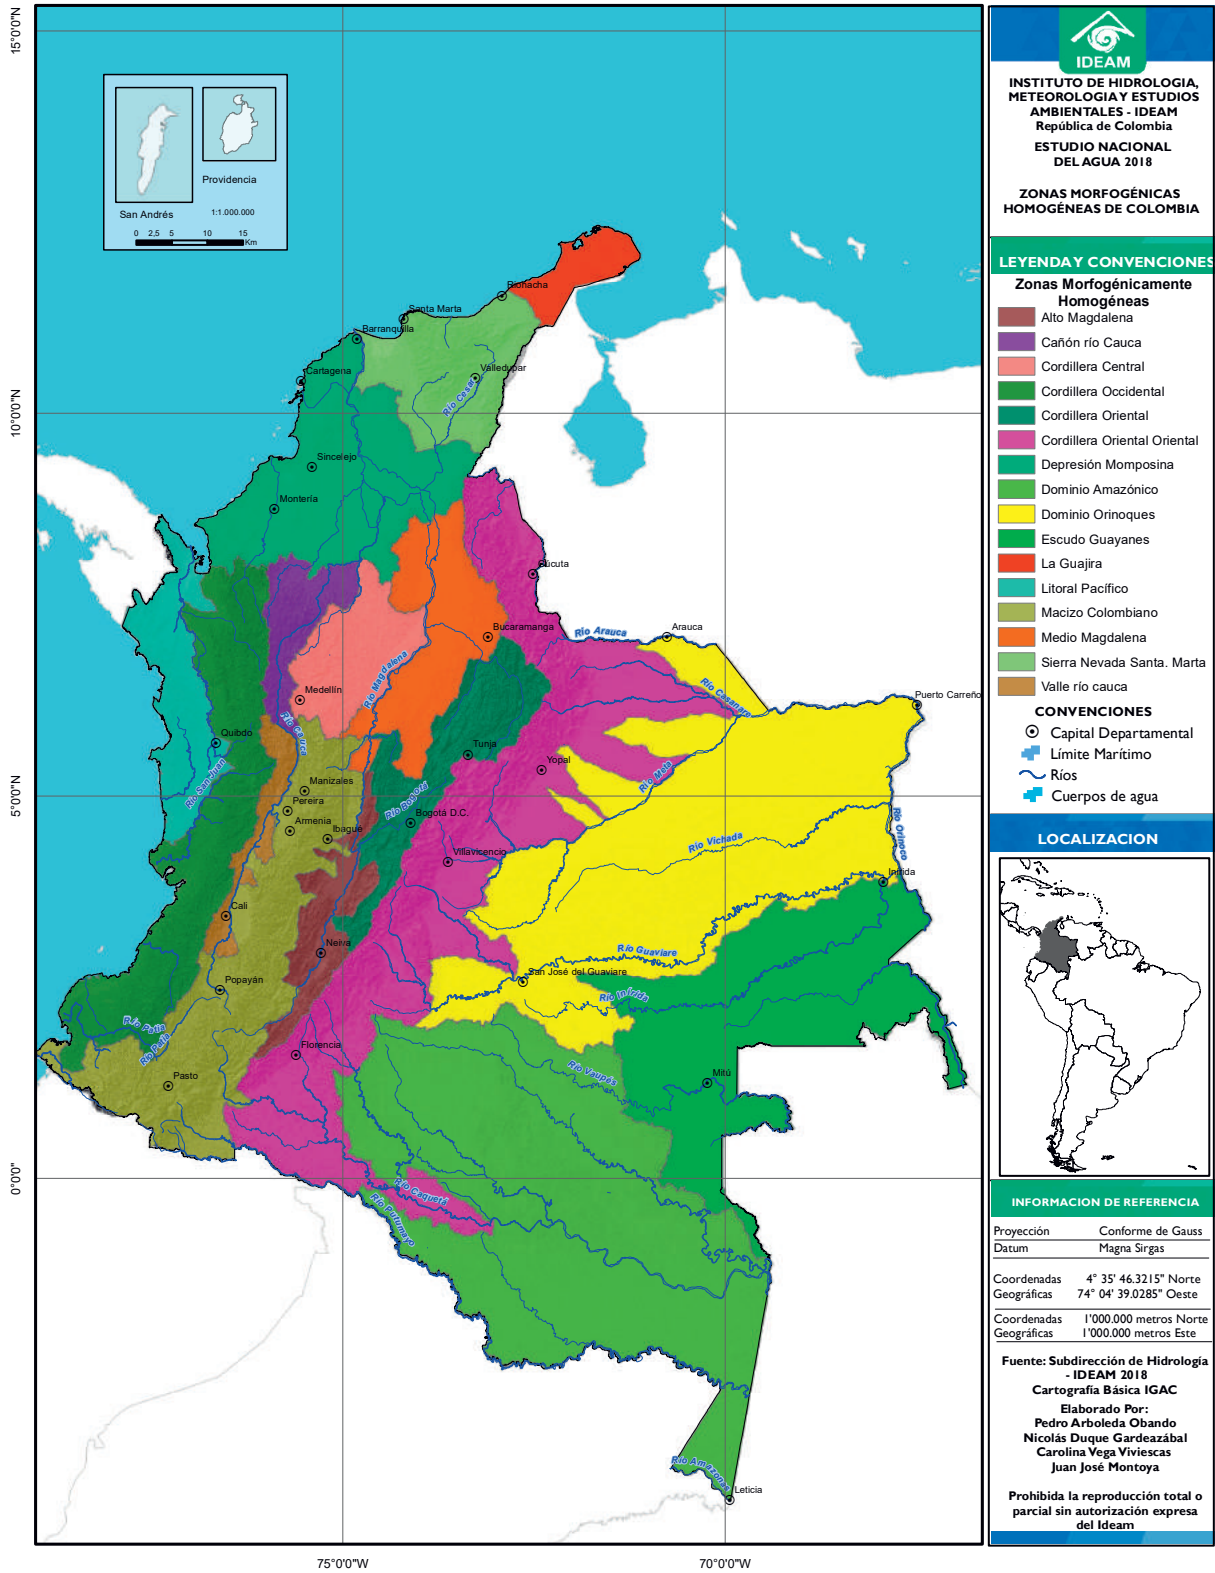 15°0'0"N
10°0'0"N
5°0'0"N
0°0'0"
75°0'0"W
70°0'0"W
San Andrés
Providencia
1:1.000.000
0 2,5 5 10 15
Km
Riohacha
Santa Marta
Barranquilla
Cartagena
Valledupar
Río Cesar
Sincelejo
Montería
Cúcuta
Bucaramanga
Río Arauca
Arauca
Río Magdalena
Río Casanare
Puerto Carreño
Medellín
Río Cauca
Quibdo
Tunja
Yopal
Río Meta
Río San Juan
Manizales
Pereira
Armenia
Ibagué
Río Bogotá
Bogotá D.C.
Río Vichada
Río Orinoco
Villavicencio
Inírida
Cali
Neiva
Río Guaviare
San José del Guaviare
Río Inírida
Popayán
Río Patía
Río Patía
Florencia
Pasto
Río Vaupés
Mitú
Río Caquetá
Río Putumayo
Río Amazonas
Leticia
IDEAM
INSTITUTO DE HIDROLOGIA,
METEOROLOGIA Y ESTUDIOS
AMBIENTALES - IDEAM
República de Colombia
ESTUDIO NACIONAL
DEL AGUA 2018
ZONAS MORFOGÉNICAS
HOMOGÉNEAS DE COLOMBIA
LEYENDA Y CONVENCIONES
Zonas Morfogénicamente
Homogéneas
Alto Magdalena
Cañón río Cauca
Cordillera Central
Cordillera Occidental
Cordillera Oriental
Cordillera Oriental Oriental
Depresión Momposina
Dominio Amazónico
Dominio Orinoques
Escudo Guayanes
La Guajira
Litoral Pacífico
Macizo Colombiano
Medio Magdalena
Sierra Nevada Santa. Marta
Valle río cauca
CONVENCIONES
Capital Departamental
Límite Marítimo
Ríos
Cuerpos de agua
LOCALIZACION
INFORMACION DE REFERENCIA
Proyección Conforme de Gauss
Datum Magna Sirgas
Coordenadas 4° 35' 46.3215" Norte
Geográficas 74° 04' 39.0285" Oeste
Coordenadas 1'000.000 metros Norte
Geográficas 1'000.000 metros Este
Fuente: Subdirección de Hidrología
- IDEAM 2018
Cartografía Básica IGAC
Elaborado Por:
Pedro Arboleda Obando
Nicolás Duque Gardeazábal
Carolina Vega Viviescas
Juan José Montoya
Prohibida la reproducción total o
parcial sin autorización expresa
del Ideam